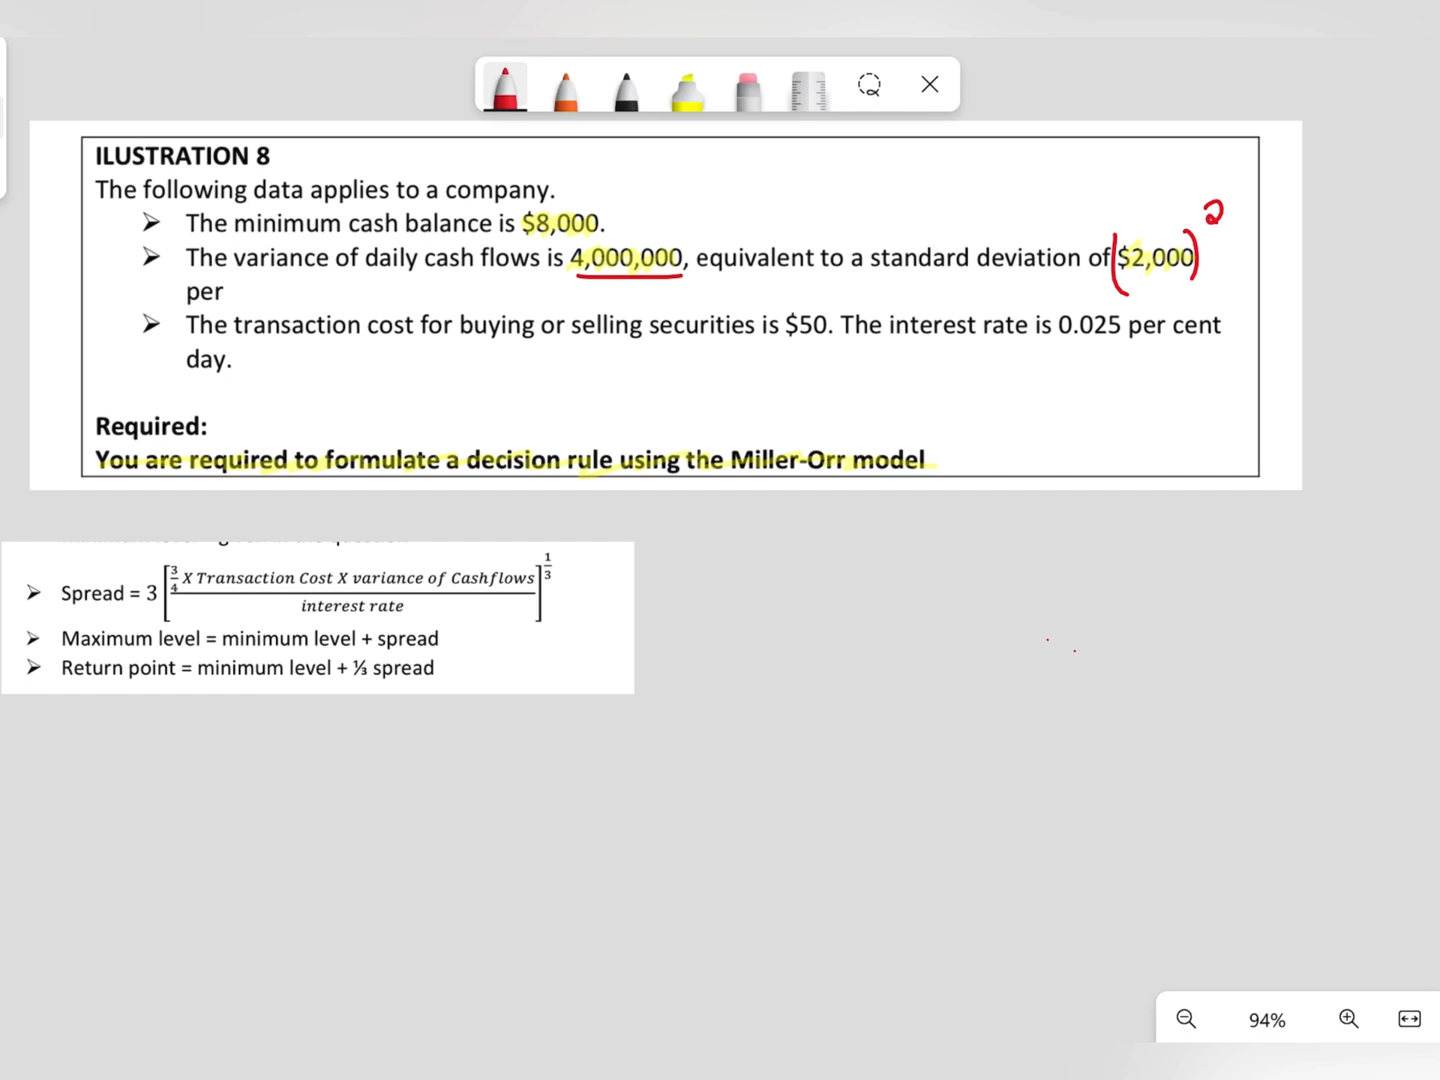 ILUSTRATION 8
The following data applies to a company.
➢ The minimum cash balance is $8,000.
➢ The variance of daily cash flows is 4,000,000, equivalent to a standard deviation of ($2,000)²
per
➢ The transaction cost for buying or selling securities is $50. The interest rate is 0.025 per cent
day.
Required:
You are required to formulate a decision rule using the Miller-Orr model
➢ Spread = 3 [ (3/4 X Transaction Cost X variance of Cashflows) / interest rate ]^1/3
➢ Maximum level = minimum level + spread
➢ Return point = minimum level + ⅓ spread
94%